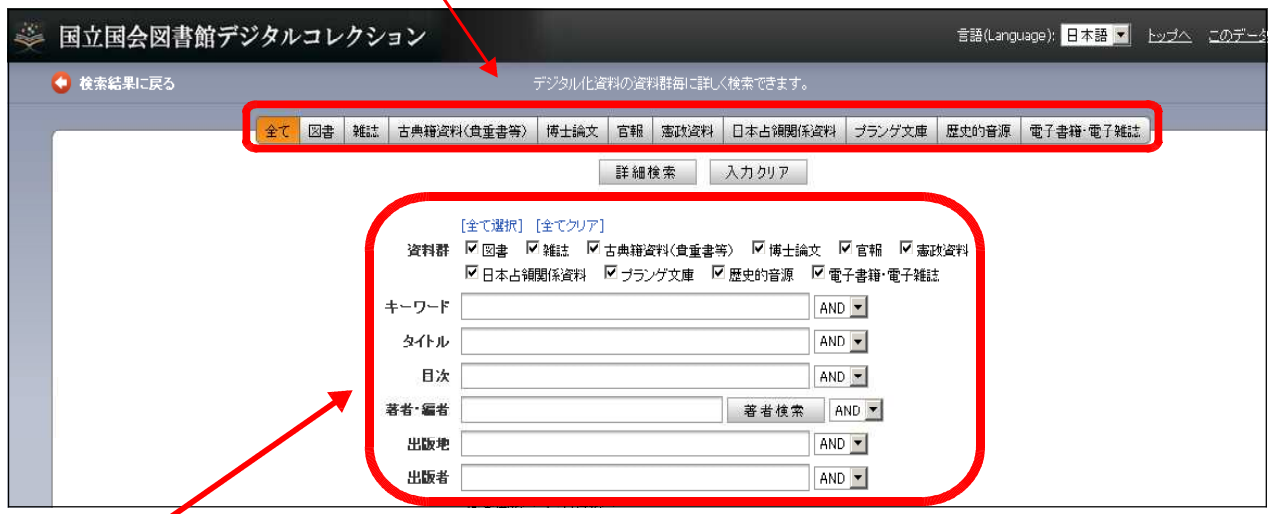 国立国会図書館デジタルコレクション 言語(Language): 日本語 トップへ このデータ
検索結果に戻る デジタル化資料の資料群毎に詳しく検索できます。
全て 図書 雑誌 古典籍資料(貴重書等) 博士論文 官報 憲政資料 日本占領関係資料 プランゲ文庫 歴史的音源 電子書籍・電子雑誌
詳細検索 入力クリア
[全て選択] [全てクリア]
資料群 図書 雑誌 古典籍資料(貴重書等) 博士論文 官報 憲政資料
日本占領関係資料 プランゲ文庫 歴史的音源 電子書籍・電子雑誌
キーワード AND
タイトル AND
目次 AND
著者・編者 著者検索 AND
出版地 AND
出版者 AND